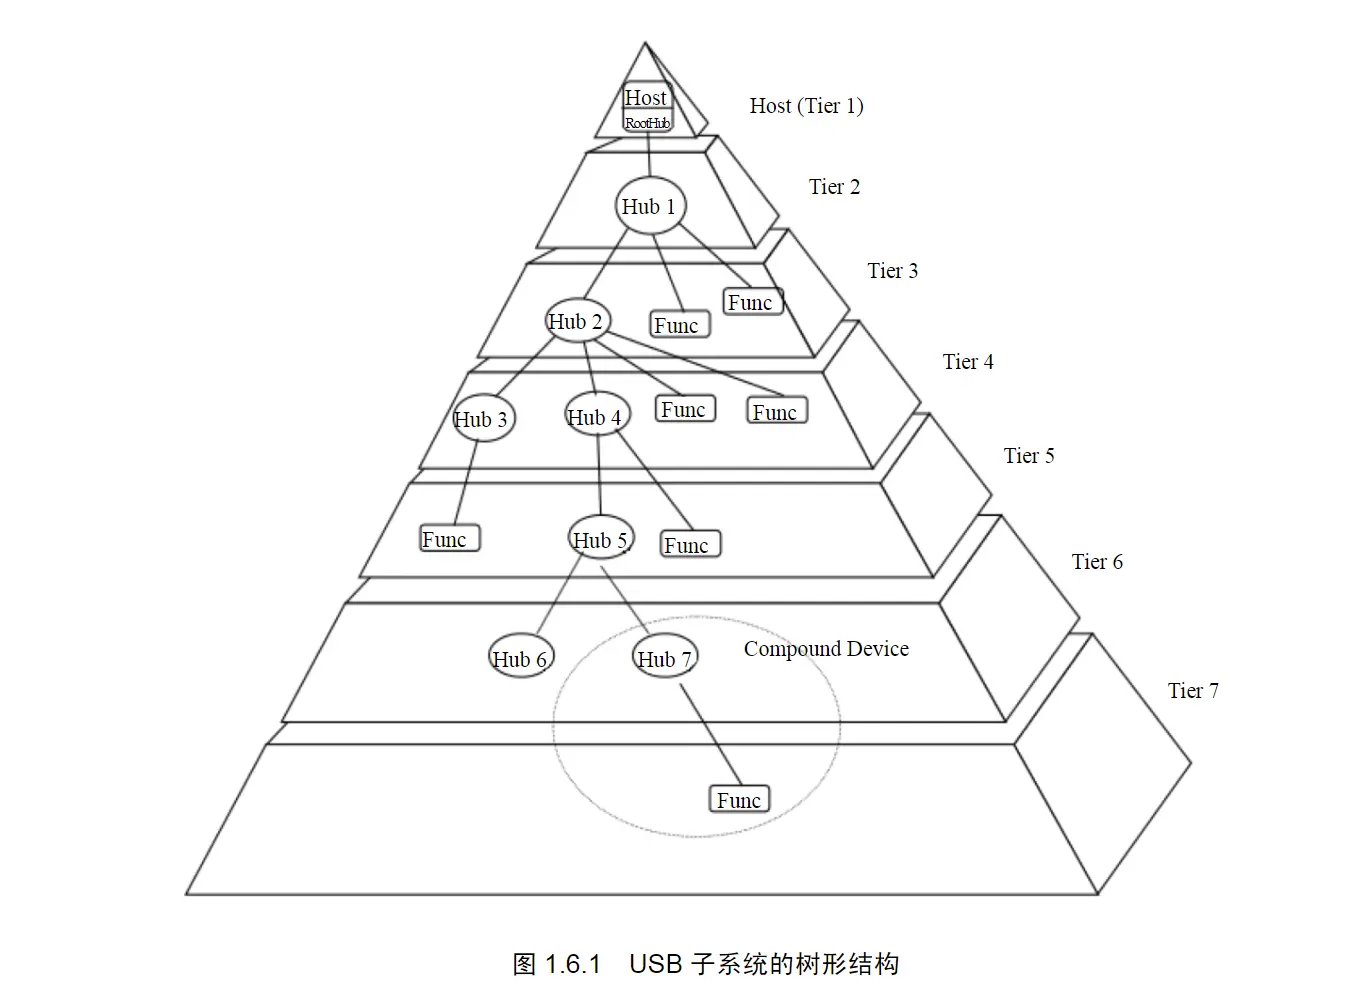 Host
RootHub
Host (Tier 1)
Hub 1
Tier 2
Tier 3
Hub 2
Func
Func
Tier 4
Hub 3
Hub 4
Func
Func
Tier 5
Func
Hub 5
Func
Tier 6
Hub 6
Hub 7
Compound Device
Tier 7
Func
图 1.6.1 USB 子系统的树形结构